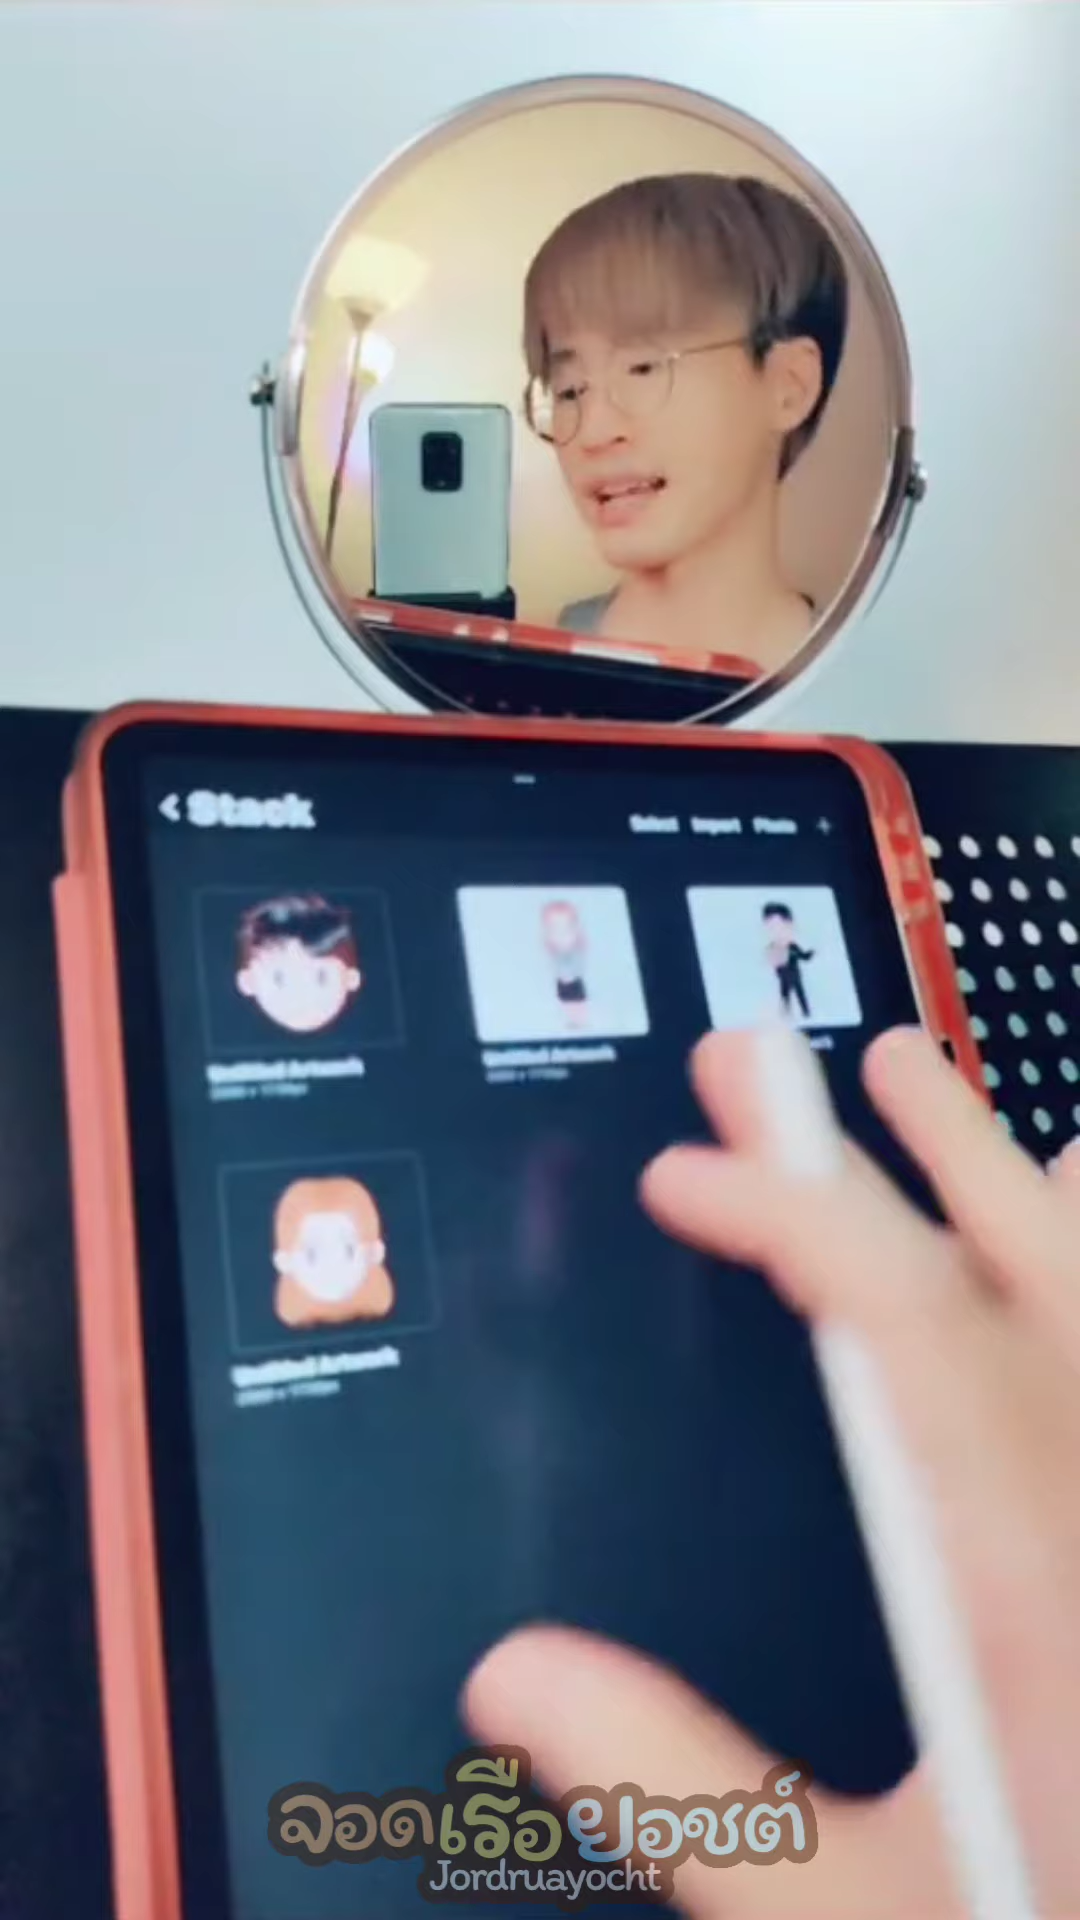 Stack
Select Import Photo +
Untitled Artwork
Untitled Artwork
Untitled Artwork
จอดเรือยอชต์
Jordruayocht